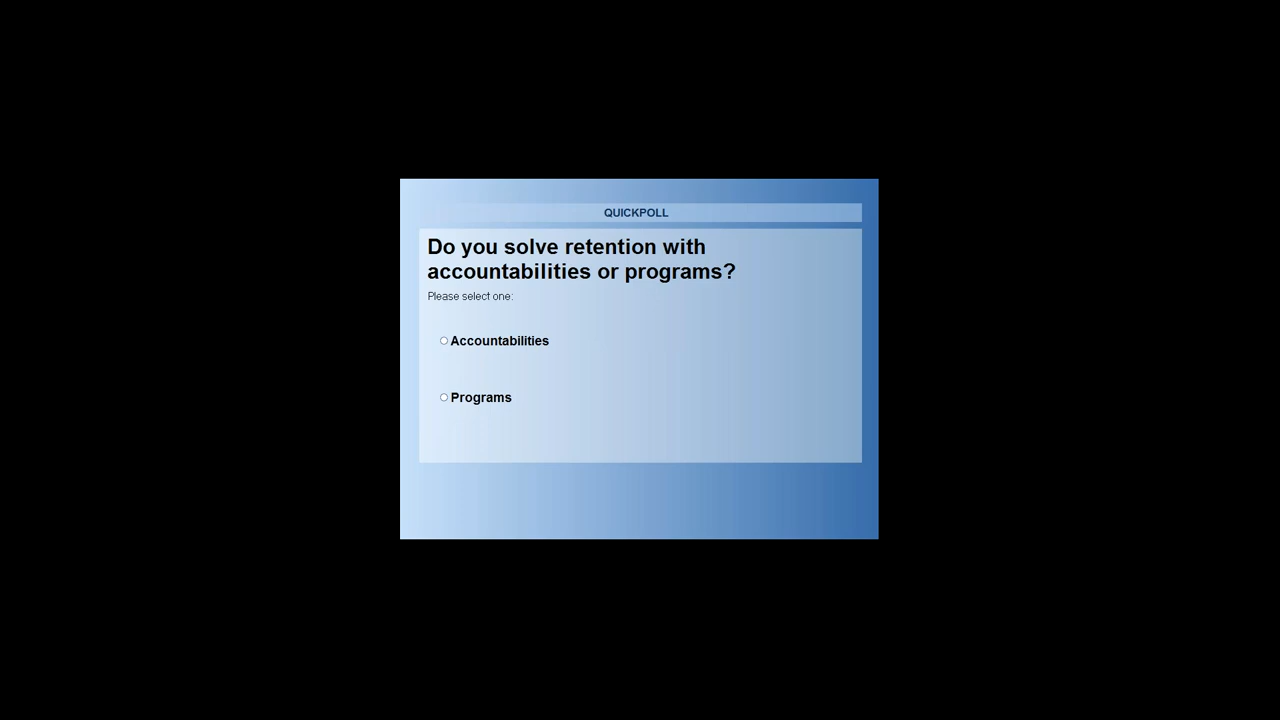 QUICKPOLL
Do you solve retention with
accountabilities or programs?
Please select one:
Accountabilities
Programs